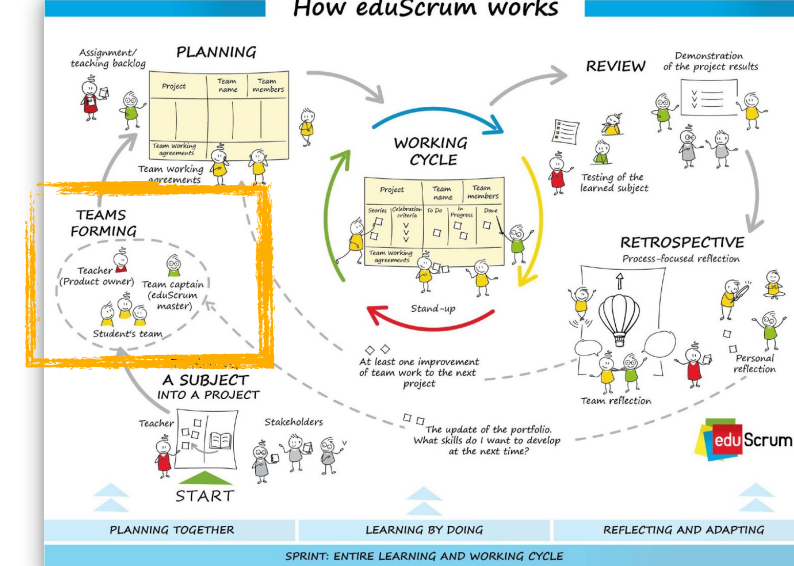 How eduScrum works
Assignment/
teaching backlog
PLANNING
Project
Team
name
Team
members
Team Working
agreements
Team working
agreements
REVIEW
Demonstration
of the project results
Testing of the
learned subject
WORKING
CYCLE
Project
Team
name
Team
members
Stories
Celebration
criteria
To Do
In
Progress
Done
Team Working
agreements
Stand-up
TEAMS
FORMING
Teacher
(Product owner)
Team captain
(eduScrum
master)
Student's team
RETROSPECTIVE
Process-focused reflection
Team reflection
Personal
reflection
At least one improvement
of team work to the next
project
A SUBJECT
INTO A PROJECT
Teacher
Stakeholders
START
The update of the portfolio.
What skills do I want to develop
at the next time?
eduScrum
PLANNING TOGETHER
LEARNING BY DOING
REFLECTING AND ADAPTING
SPRINT: ENTIRE LEARNING AND WORKING CYCLE